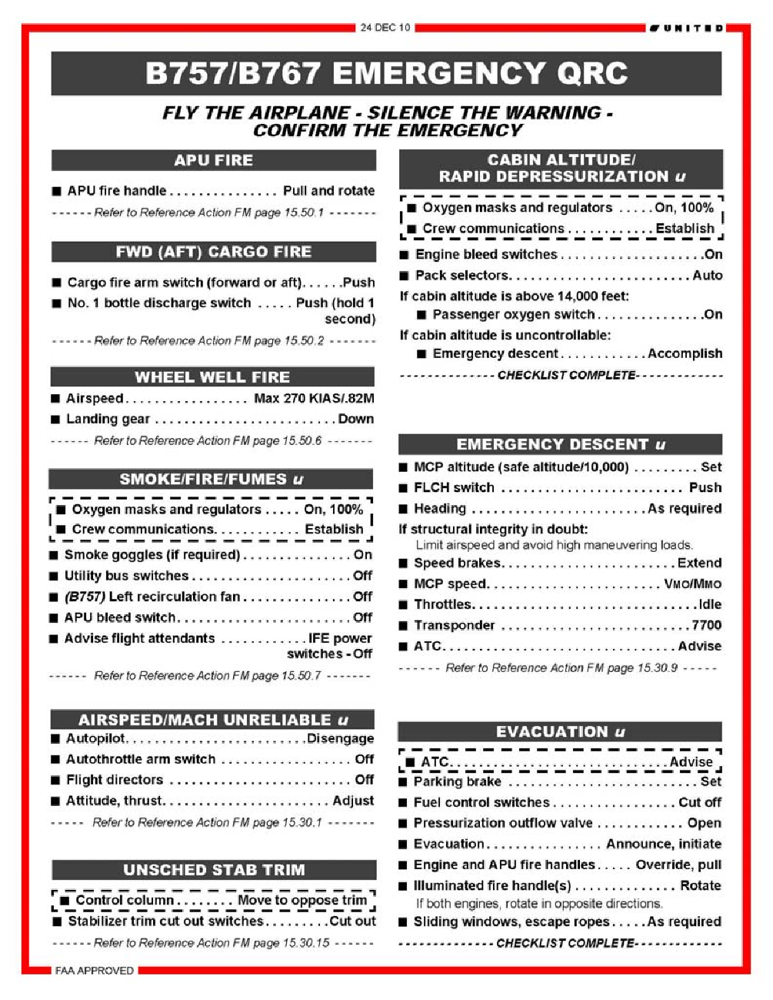 24 DEC 10
UNITED
B757/B767 EMERGENCY QRC
FLY THE AIRPLANE - SILENCE THE WARNING -
CONFIRM THE EMERGENCY
APU FIRE
■ APU fire handle . . . . . . . . . . . . . . . Pull and rotate
- - - - - - Refer to Reference Action FM page 15.50.1 - - - - - - -
FWD (AFT) CARGO FIRE
■ Cargo fire arm switch (forward or aft). . . . . .Push
■ No. 1 bottle discharge switch . . . . . Push (hold 1
second)
- - - - - - Refer to Reference Action FM page 15.50.2 - - - - - - -
WHEEL WELL FIRE
■ Airspeed . . . . . . . . . . . . . . . . . Max 270 KIAS/.82M
■ Landing gear . . . . . . . . . . . . . . . . . . . . . . . . . Down
- - - - - - Refer to Reference Action FM page 15.50.6 - - - - - - -
SMOKE/FIRE/FUMES u
■ Oxygen masks and regulators . . . . . On, 100%
■ Crew communications. . . . . . . . . . . . Establish
■ Smoke goggles (if required) . . . . . . . . . . . . . . . On
■ Utility bus switches . . . . . . . . . . . . . . . . . . . . . . Off
■ (B757) Left recirculation fan . . . . . . . . . . . . . . . Off
■ APU bleed switch . . . . . . . . . . . . . . . . . . . . . . . . Off
■ Advise flight attendants . . . . . . . . . . . . IFE power
switches - Off
- - - - - - Refer to Reference Action FM page 15.50.7 - - - - - - -
AIRSPEED/MACH UNRELIABLE u
■ Autopilot. . . . . . . . . . . . . . . . . . . . . . . . . Disengage
■ Autothrottle arm switch . . . . . . . . . . . . . . . . . . Off
■ Flight directors . . . . . . . . . . . . . . . . . . . . . . . . . Off
■ Attitude, thrust. . . . . . . . . . . . . . . . . . . . . . . Adjust
- - - - - Refer to Reference Action FM page 15.30.1 - - - - - - -
UNSCHED STAB TRIM
■ Control column . . . . . . . . Move to oppose trim
■ Stabilizer trim cut out switches . . . . . . . . . Cut out
- - - - - - Refer to Reference Action FM page 15.30.15 - - - - - -
CABIN ALTITUDE/
RAPID DEPRESSURIZATION u
■ Oxygen masks and regulators . . . . . On, 100%
■ Crew communications . . . . . . . . . . . . Establish
■ Engine bleed switches . . . . . . . . . . . . . . . . . . . .On
■ Pack selectors. . . . . . . . . . . . . . . . . . . . . . . . . Auto
If cabin altitude is above 14,000 feet:
■ Passenger oxygen switch . . . . . . . . . . . . . . .On
If cabin altitude is uncontrollable:
■ Emergency descent . . . . . . . . . . . . Accomplish
- - - - - - - - - - - - - - CHECKLIST COMPLETE- - - - - - - - - - - - -
EMERGENCY DESCENT u
■ MCP altitude (safe altitude/10,000) . . . . . . . . . Set
■ FLCH switch . . . . . . . . . . . . . . . . . . . . . . . . . Push
■ Heading . . . . . . . . . . . . . . . . . . . . . . . . As required
If structural integrity in doubt:
Limit airspeed and avoid high maneuvering loads.
■ Speed brakes. . . . . . . . . . . . . . . . . . . . . . . . Extend
■ MCP speed. . . . . . . . . . . . . . . . . . . . . . . . VMO/MMO
■ Throttles. . . . . . . . . . . . . . . . . . . . . . . . . . . . . . . Idle
■ Transponder . . . . . . . . . . . . . . . . . . . . . . . . . . 7700
■ ATC. . . . . . . . . . . . . . . . . . . . . . . . . . . . . . . . Advise
- - - - - - Refer to Reference Action FM page 15.30.9 - - - - -
EVACUATION u
■ ATC. . . . . . . . . . . . . . . . . . . . . . . . . . . . . . Advise
■ Parking brake . . . . . . . . . . . . . . . . . . . . . . . . . . Set
■ Fuel control switches . . . . . . . . . . . . . . . . . Cut off
■ Pressurization outflow valve . . . . . . . . . . . . Open
■ Evacuation . . . . . . . . . . . . . . . . Announce, initiate
■ Engine and APU fire handles . . . . . Override, pull
■ Illuminated fire handle(s) . . . . . . . . . . . . . . Rotate
If both engines, rotate in opposite directions.
■ Sliding windows, escape ropes . . . . . As required
- - - - - - - - - - - - - - CHECKLIST COMPLETE- - - - - - - - - - - - -
FAA APPROVED